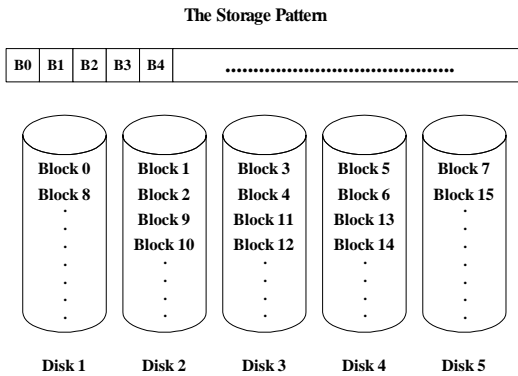 The Storage Pattern
B0 B1 B2 B3 B4 ..........................................
Block 0 Block 1 Block 3 Block 5 Block 7
Block 8 Block 2 Block 4 Block 6 Block 15
Block 9 Block 11 Block 13
Block 10 Block 12 Block 14
Disk 1 Disk 2 Disk 3 Disk 4 Disk 5